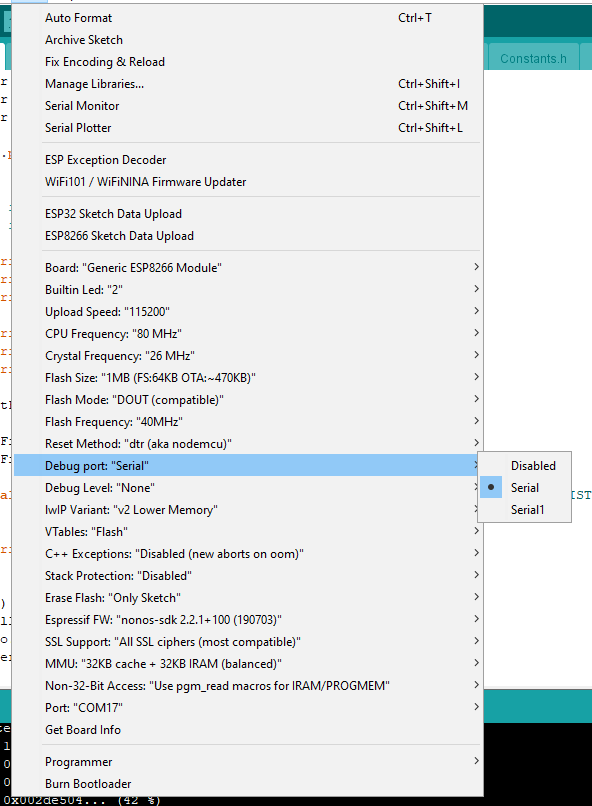 Constants.h
Auto Format Ctrl+T
Archive Sketch
Fix Encoding & Reload
Manage Libraries... Ctrl+Shift+I
Serial Monitor Ctrl+Shift+M
Serial Plotter Ctrl+Shift+L
ESP Exception Decoder
WiFi101 / WiFiNINA Firmware Updater
ESP32 Sketch Data Upload
ESP8266 Sketch Data Upload
Board: "Generic ESP8266 Module"
Builtin Led: "2"
Upload Speed: "115200"
CPU Frequency: "80 MHz"
Crystal Frequency: "26 MHz"
Flash Size: "1MB (FS:64KB OTA:~470KB)"
Flash Mode: "DOUT (compatible)"
Flash Frequency: "40MHz"
Reset Method: "dtr (aka nodemcu)"
Debug port: "Serial"
Disabled
Serial
Serial1
Debug Level: "None"
IST
lwIP Variant: "v2 Lower Memory"
VTables: "Flash"
C++ Exceptions: "Disabled (new aborts on oom)"
Stack Protection: "Disabled"
Erase Flash: "Only Sketch"
Espressif FW: "nonos-sdk 2.2.1+100 (190703)"
SSL Support: "All SSL ciphers (most compatible)"
MMU: "32KB cache + 32KB IRAM (balanced)"
Non-32-Bit Access: "Use pgm_read macros for IRAM/PROGMEM"
Port: "COM17"
Get Board Info
Programmer
Burn Bootloader
0x002de504... (42 %)